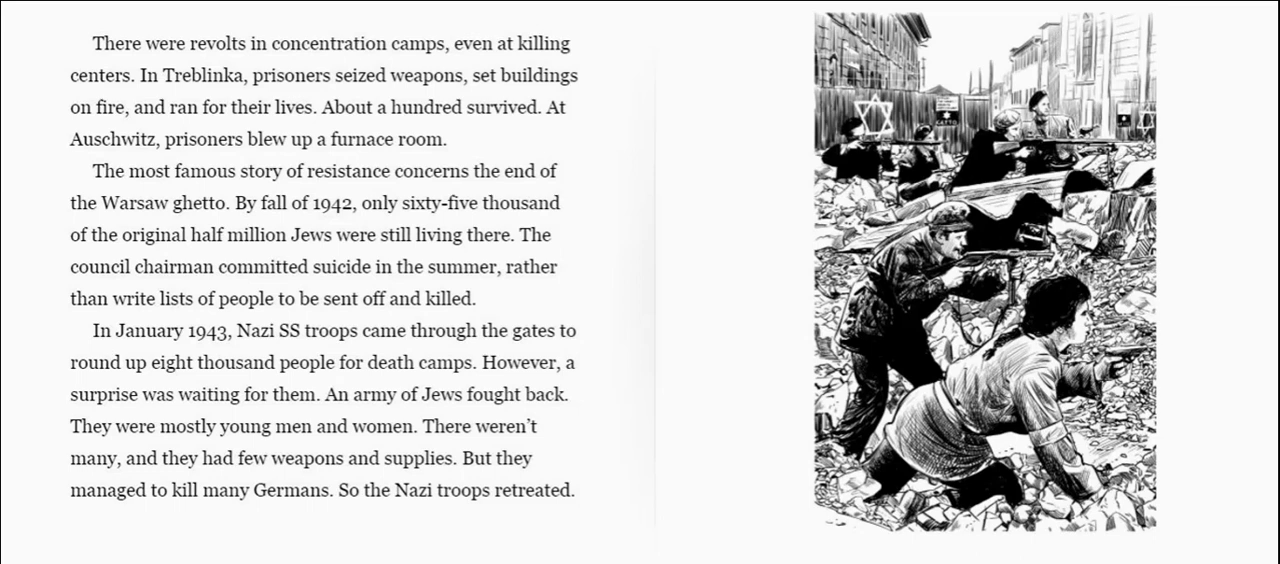 There were revolts in concentration camps, even at killing
centers. In Treblinka, prisoners seized weapons, set buildings
on fire, and ran for their lives. About a hundred survived. At
Auschwitz, prisoners blew up a furnace room.
The most famous story of resistance concerns the end of
the Warsaw ghetto. By fall of 1942, only sixty-five thousand
of the original half million Jews were still living there. The
council chairman committed suicide in the summer, rather
than write lists of people to be sent off and killed.
In January 1943, Nazi SS troops came through the gates to
round up eight thousand people for death camps. However, a
surprise was waiting for them. An army of Jews fought back.
They were mostly young men and women. There weren’t
many, and they had few weapons and supplies. But they
managed to kill many Germans. So the Nazi troops retreated.